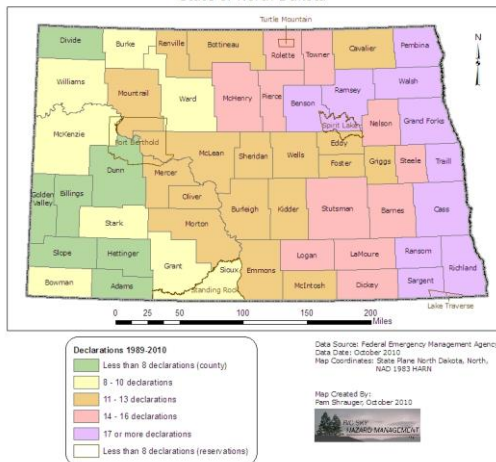 Turtle Mountain
Divide
Burke
Renville
Bottineau
Rolette
Towner
Cavalier
Pembina
N
Williams
Mountrail
Ward
McHenry
Pierce
Benson
Ramsey
Walsh
McKenzie
Fort Berthold
Spirit Lake
Nelson
Grand Forks
McLean
Sheridan
Wells
Eddy
Foster
Griggs
Steele
Traill
Dunn
Mercer
Golden Valley
Billings
Oliver
Burleigh
Kidder
Stutsman
Barnes
Cass
Stark
Morton
Slope
Hettinger
Grant
Sioux
Emmons
Logan
LaMoure
Ransom
Richland
Bowman
Adams
Standing Rock
McIntosh
Dickey
Sargent
Lake Traverse
0 25 50 100 150 200
Miles
Declarations 1989-2010
Less than 8 declarations (county)
8 - 10 declarations
11 - 13 declarations
14 - 16 declarations
17 or more declarations
Less than 8 declarations (reservations)
Data Source: Federal Emergency Management Agency
Data Date: October 2010
Map Coordinates: State Plane North Dakota, North,
NAD 1983 HARN
Map Created By:
Pam Shrauger, October 2010
BIG SKY
HAZARD MANAGEMENT